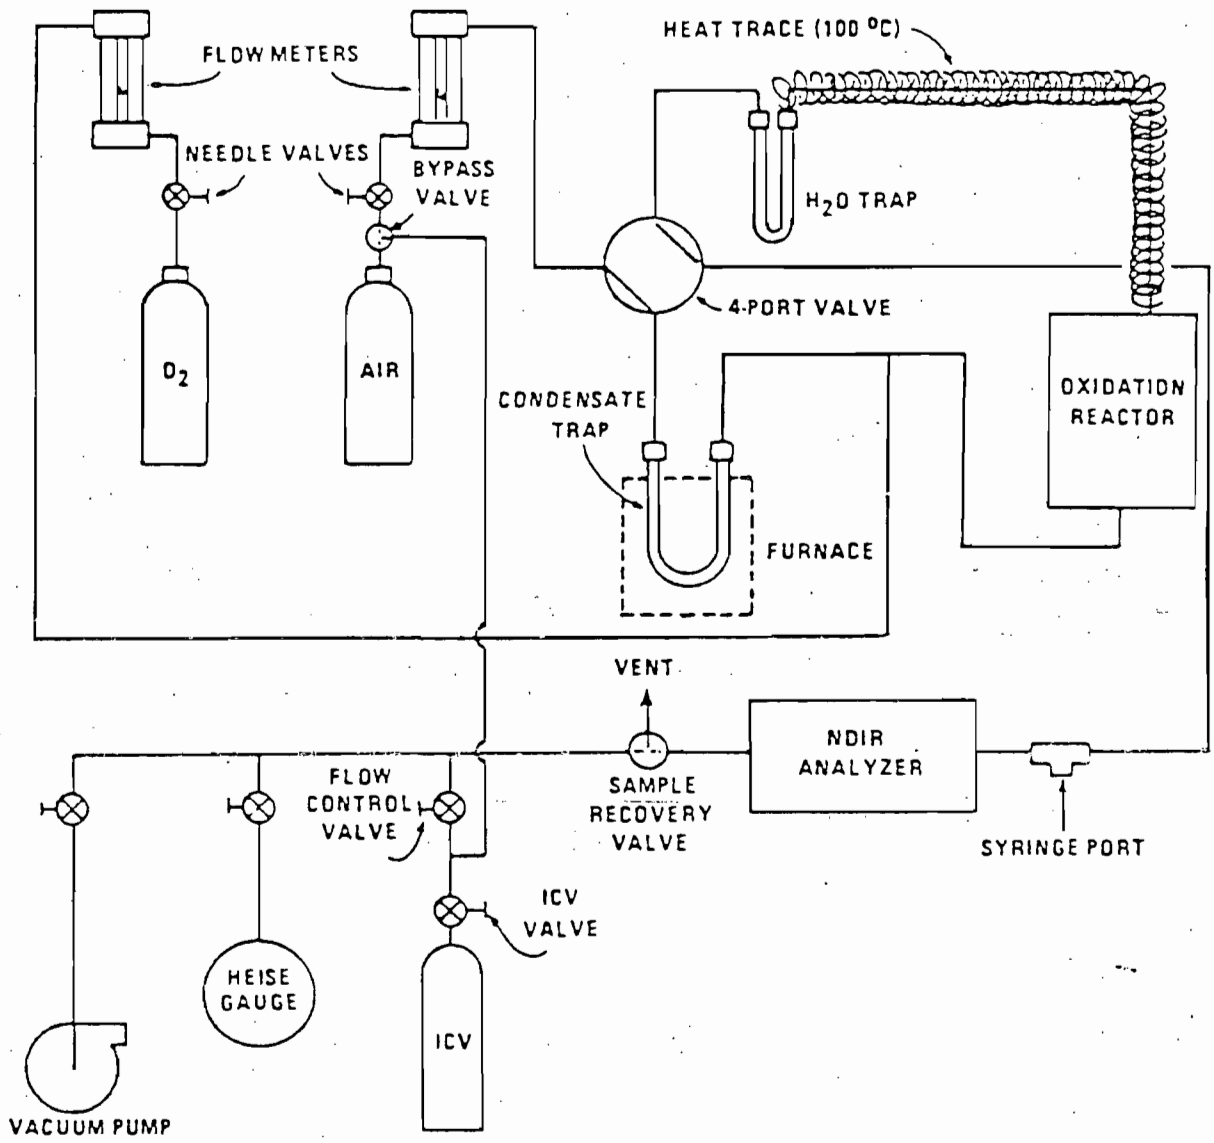 HEAT TRACE (100 °C)
FLOW METERS
NEEDLE VALVES
BYPASS
VALVE
H2O TRAP
4-PORT VALVE
O2
AIR
OXIDATION
REACTOR
CONDENSATE
TRAP
FURNACE
VENT
NDIR
ANALYZER
FLOW
CONTROL
VALVE
SAMPLE
RECOVERY
VALVE
SYRINGE PORT
ICV
VALVE
HEISE
GAUGE
ICV
VACUUM PUMP